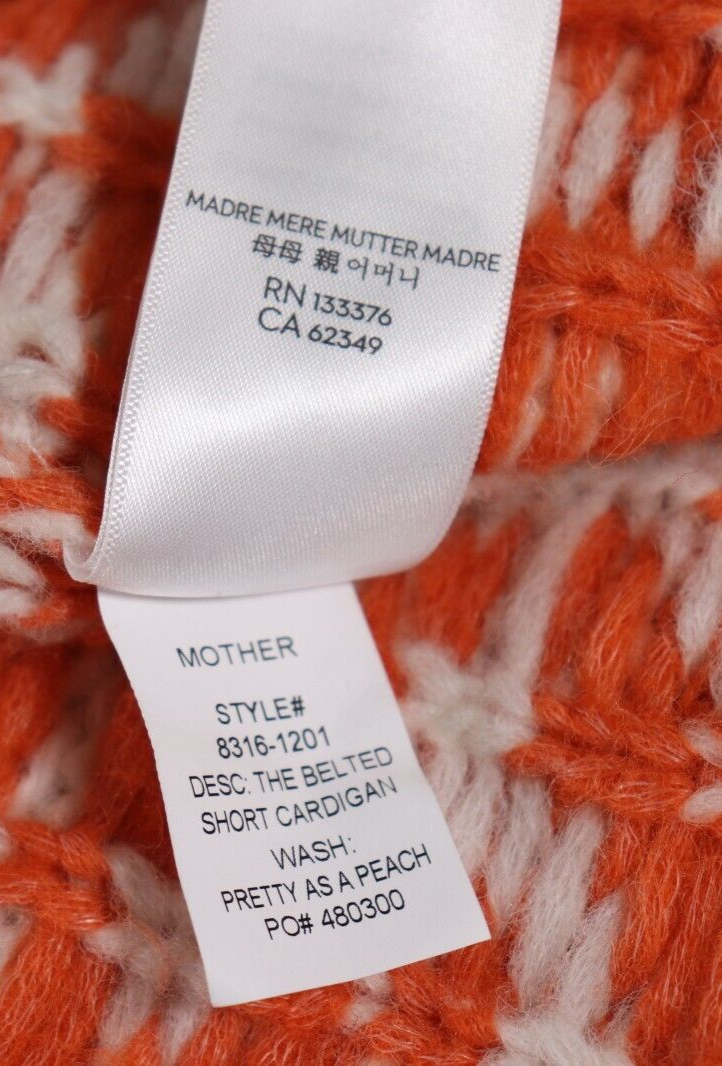 MADRE MERE MUTTER MADRE
母母 親 어머니
RN 133376
CA 62349
MOTHER
STYLE#
8316-1201
DESC: THE BELTED
SHORT CARDIGAN
WASH:
PRETTY AS A PEACH
PO# 480300